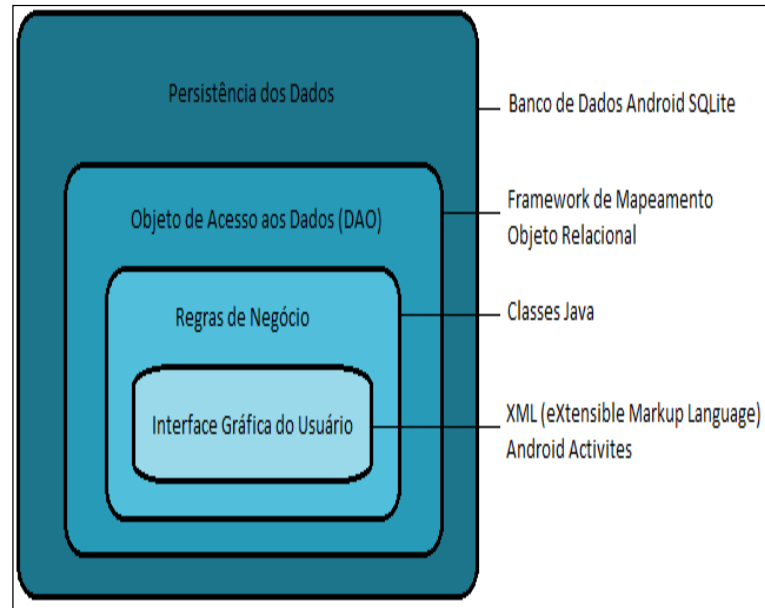 Persistência dos Dados
Banco de Dados Android SQLite
Objeto de Acesso aos Dados (DAO)
Framework de Mapeamento
Objeto Relacional
Regras de Negócio
Classes Java
Interface Gráfica do Usuário
XML (eXtensible Markup Language)
Android Activites